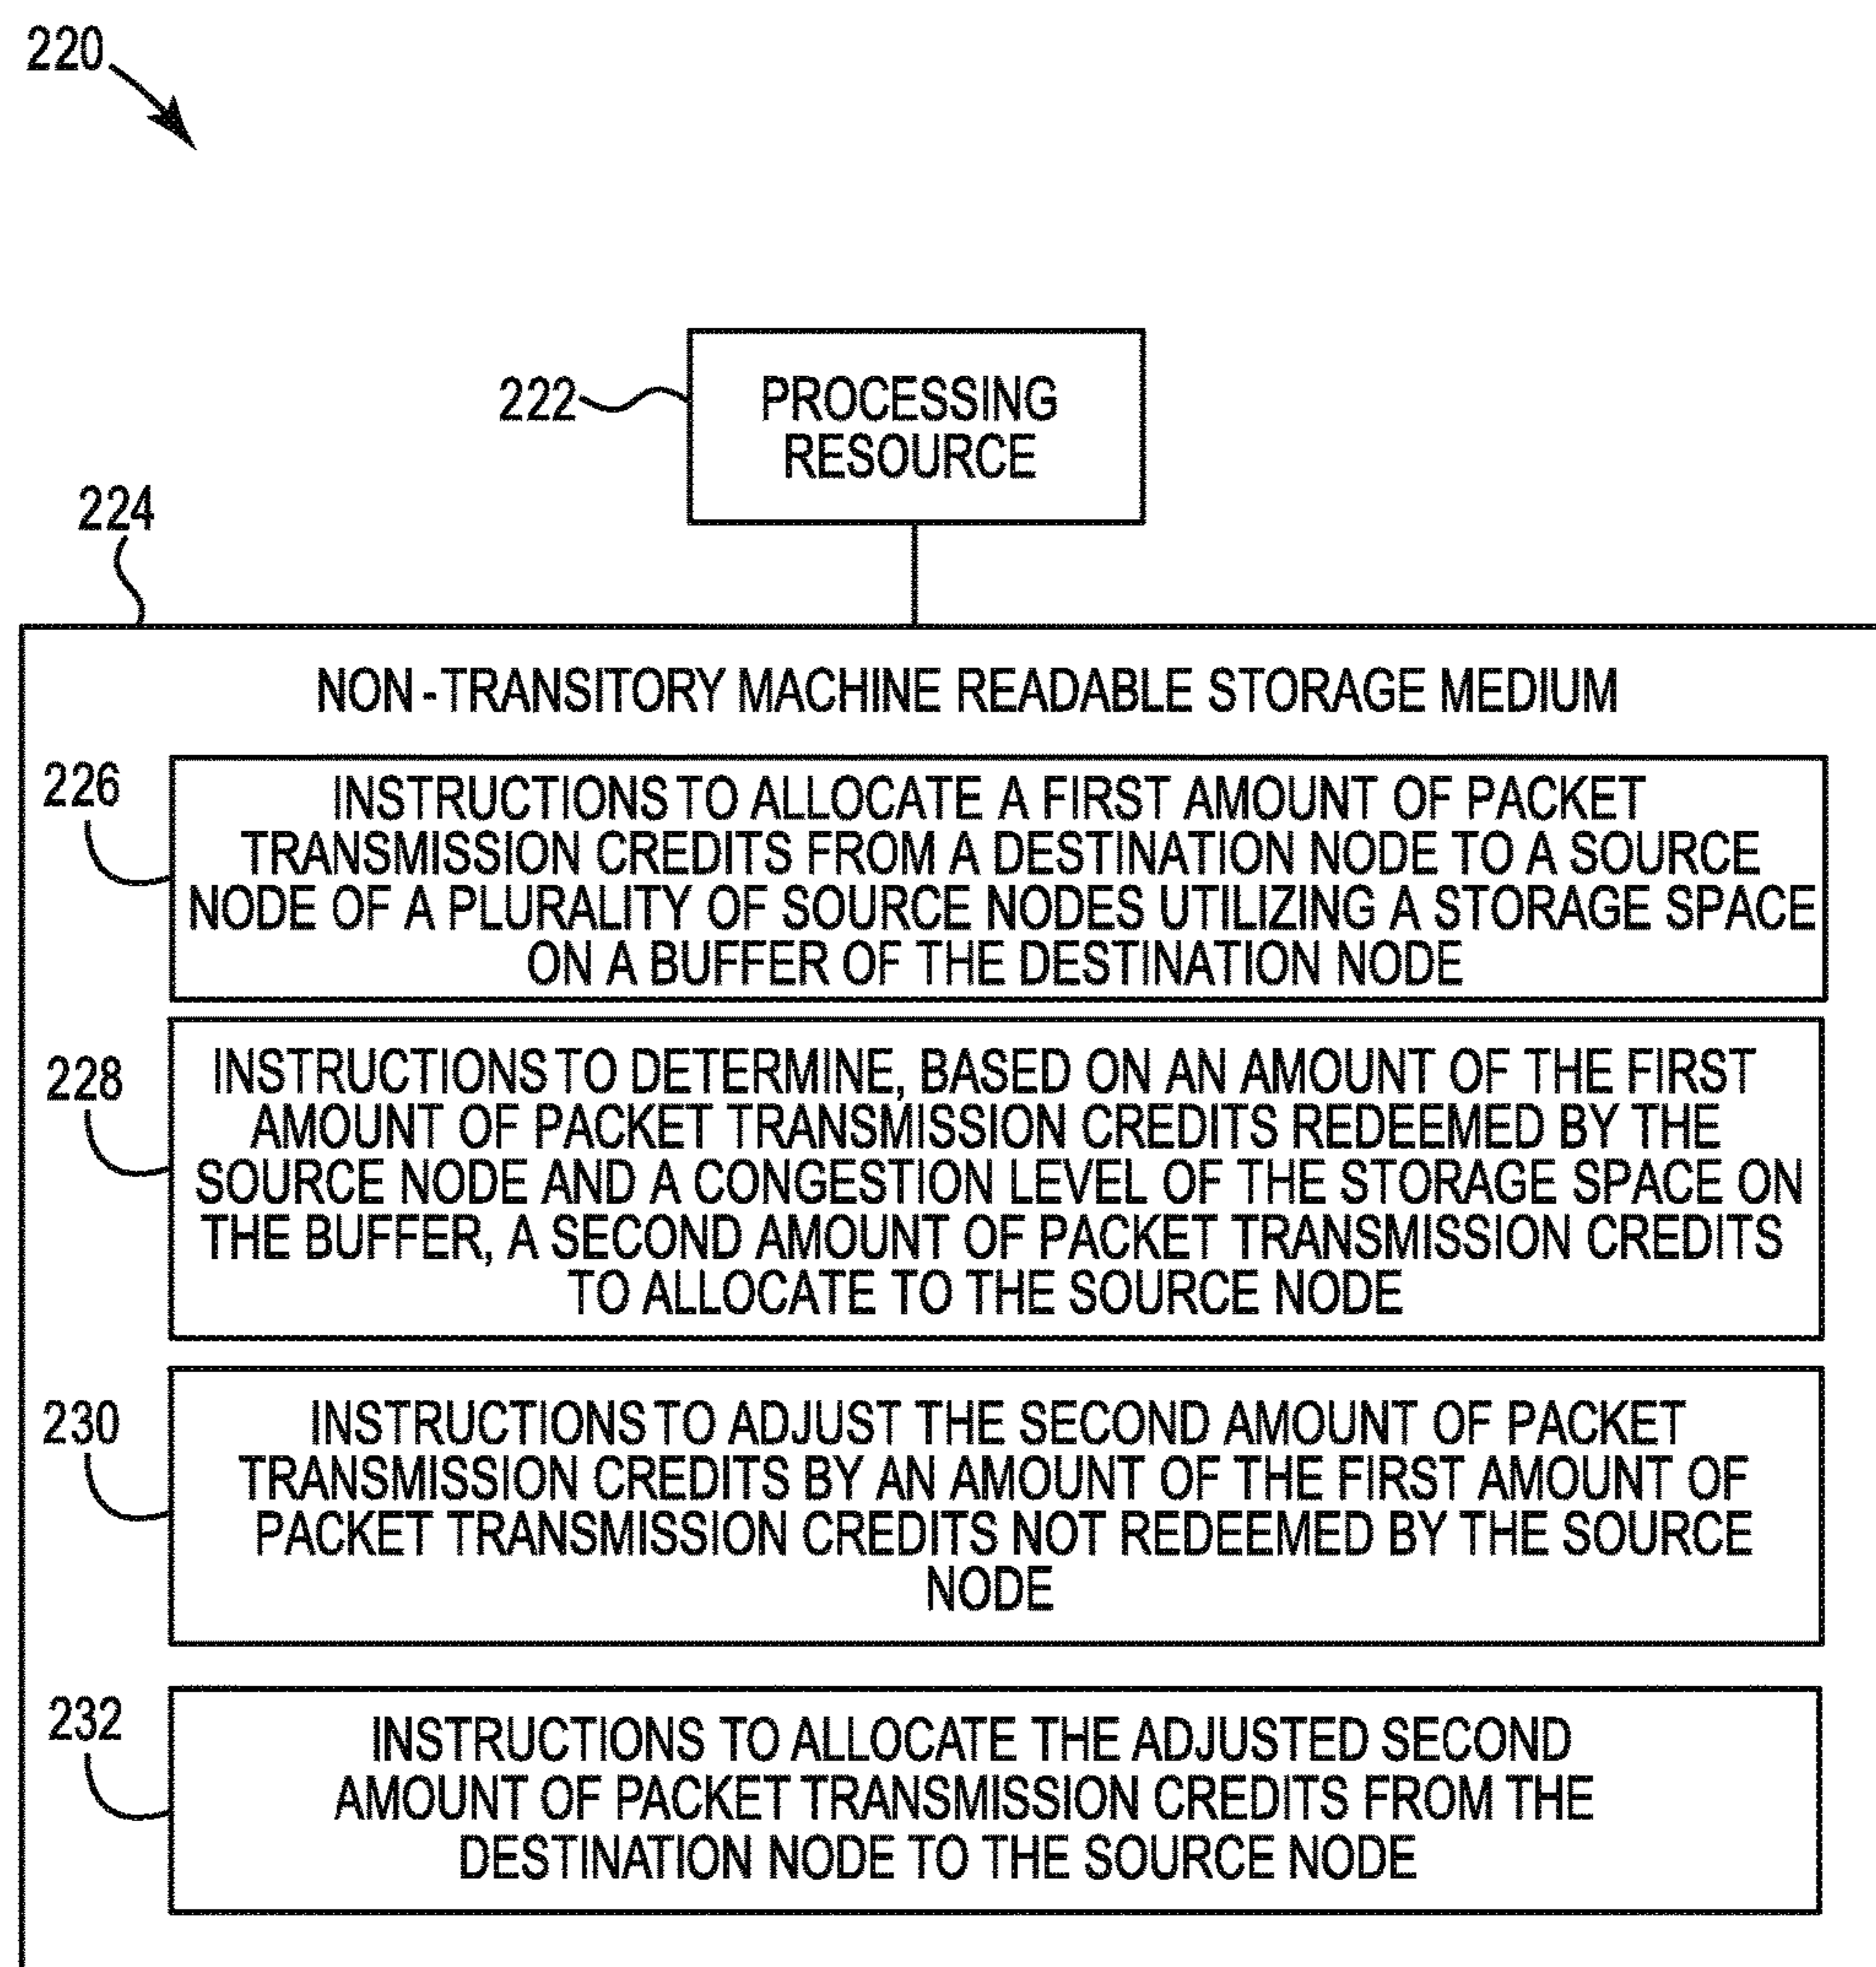 220
222
PROCESSING
RESOURCE
224
NON-TRANSITORY MACHINE READABLE STORAGE MEDIUM
226
INSTRUCTIONS TO ALLOCATE A FIRST AMOUNT OF PACKET
TRANSMISSION CREDITS FROM A DESTINATION NODE TO A SOURCE
NODE OF A PLURALITY OF SOURCE NODES UTILIZING A STORAGE SPACE
ON A BUFFER OF THE DESTINATION NODE
228
INSTRUCTIONS TO DETERMINE, BASED ON AN AMOUNT OF THE FIRST
AMOUNT OF PACKET TRANSMISSION CREDITS REDEEMED BY THE
SOURCE NODE AND A CONGESTION LEVEL OF THE STORAGE SPACE ON
THE BUFFER, A SECOND AMOUNT OF PACKET TRANSMISSION CREDITS
TO ALLOCATE TO THE SOURCE NODE
230
INSTRUCTIONS TO ADJUST THE SECOND AMOUNT OF PACKET
TRANSMISSION CREDITS BY AN AMOUNT OF THE FIRST AMOUNT OF
PACKET TRANSMISSION CREDITS NOT REDEEMED BY THE SOURCE
NODE
232
INSTRUCTIONS TO ALLOCATE THE ADJUSTED SECOND
AMOUNT OF PACKET TRANSMISSION CREDITS FROM THE
DESTINATION NODE TO THE SOURCE NODE